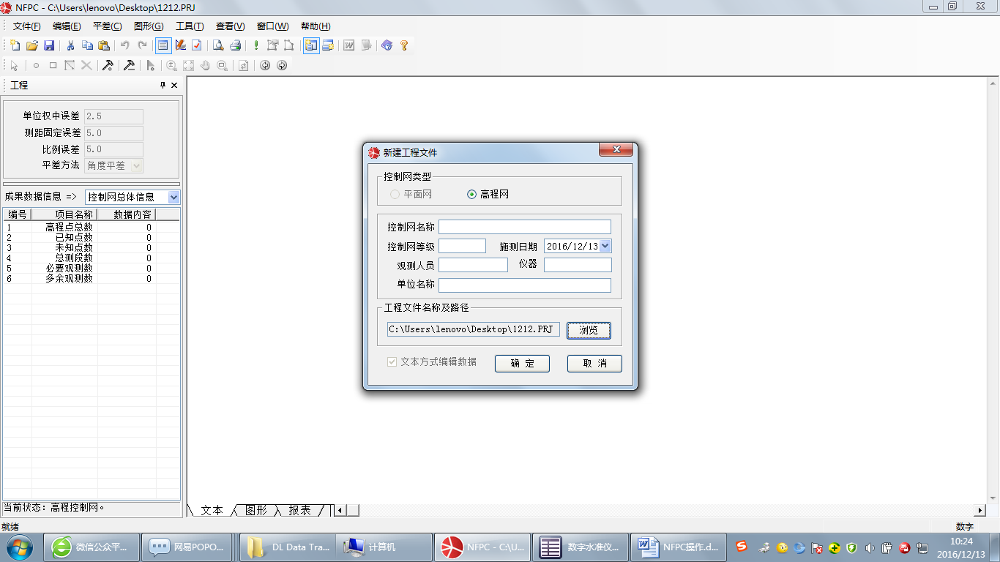 NFPC - C:\Users\lenovo\Desktop\1212.PRJ
文件(F) 编辑(E) 平差(C) 图形(G) 工具(T) 查看(V) 窗口(W) 帮助(H)
工程
单位权中误差 2.5
测距固定误差 5.0
比例误差 5.0
平差方法 角度平差
成果数据信息 => 控制网总体信息
编号 项目名称 数据内容
1 高程点总数 0
2 已知点数 0
3 未知点数 0
4 总测段数 0
5 必要观测数 0
6 多余观测数 0
当前状态：高程控制网。
新建工程文件
控制网类型
平面网 高程网
控制网名称
控制网等级 施测日期 2016/12/13
观测人员 仪器
单位名称
工程文件名称及路径
C:\Users\lenovo\Desktop\1212.PRJ 浏览
文本方式编辑数据 确 定 取 消
文本 图形 报表
就绪 数字
微信公众平... 网易POPO... DL Data Tra... 计算机 NFPC - C:\U... 数字水准仪... NFPC操作.d...
10:24
2016/12/13